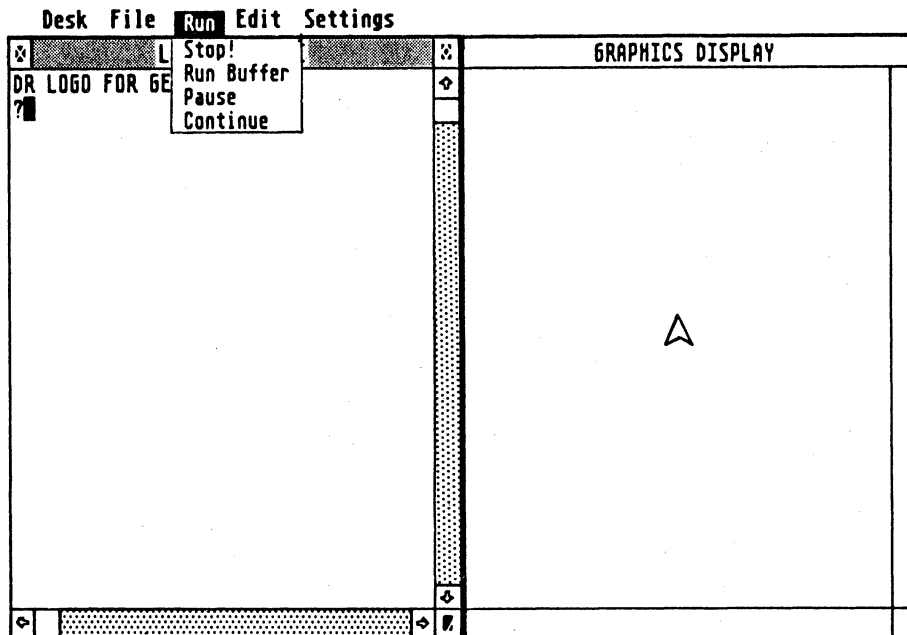 Desk File Run Edit Settings
L
GRAPHICS DISPLAY
Stop!
Run Buffer
Pause
Continue
DR LOGO FOR GE
?